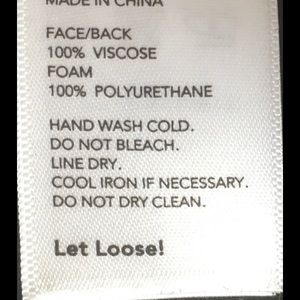 MADE IN CHINA
FACE/BACK
100% VISCOSE
FOAM
100% POLYURETHANE
HAND WASH COLD.
DO NOT BLEACH.
LINE DRY.
COOL IRON IF NECESSARY.
DO NOT DRY CLEAN.
Let Loose!